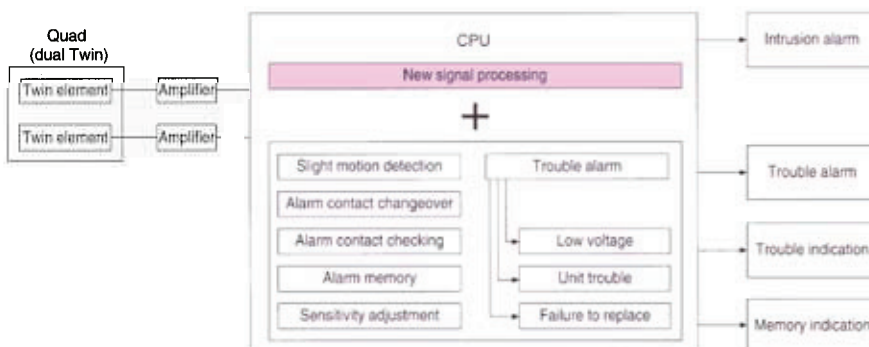 Quad
(dual Twin)
Twin element
Amplifier
Twin element
Amplifier
CPU
New signal processing
+
Slight motion detection
Alarm contact changeover
Alarm contact checking
Alarm memory
Sensitivity adjustment
Trouble alarm
Low voltage
Unit trouble
Failure to replace
Intrusion alarm
Trouble alarm
Trouble indication
Memory indication